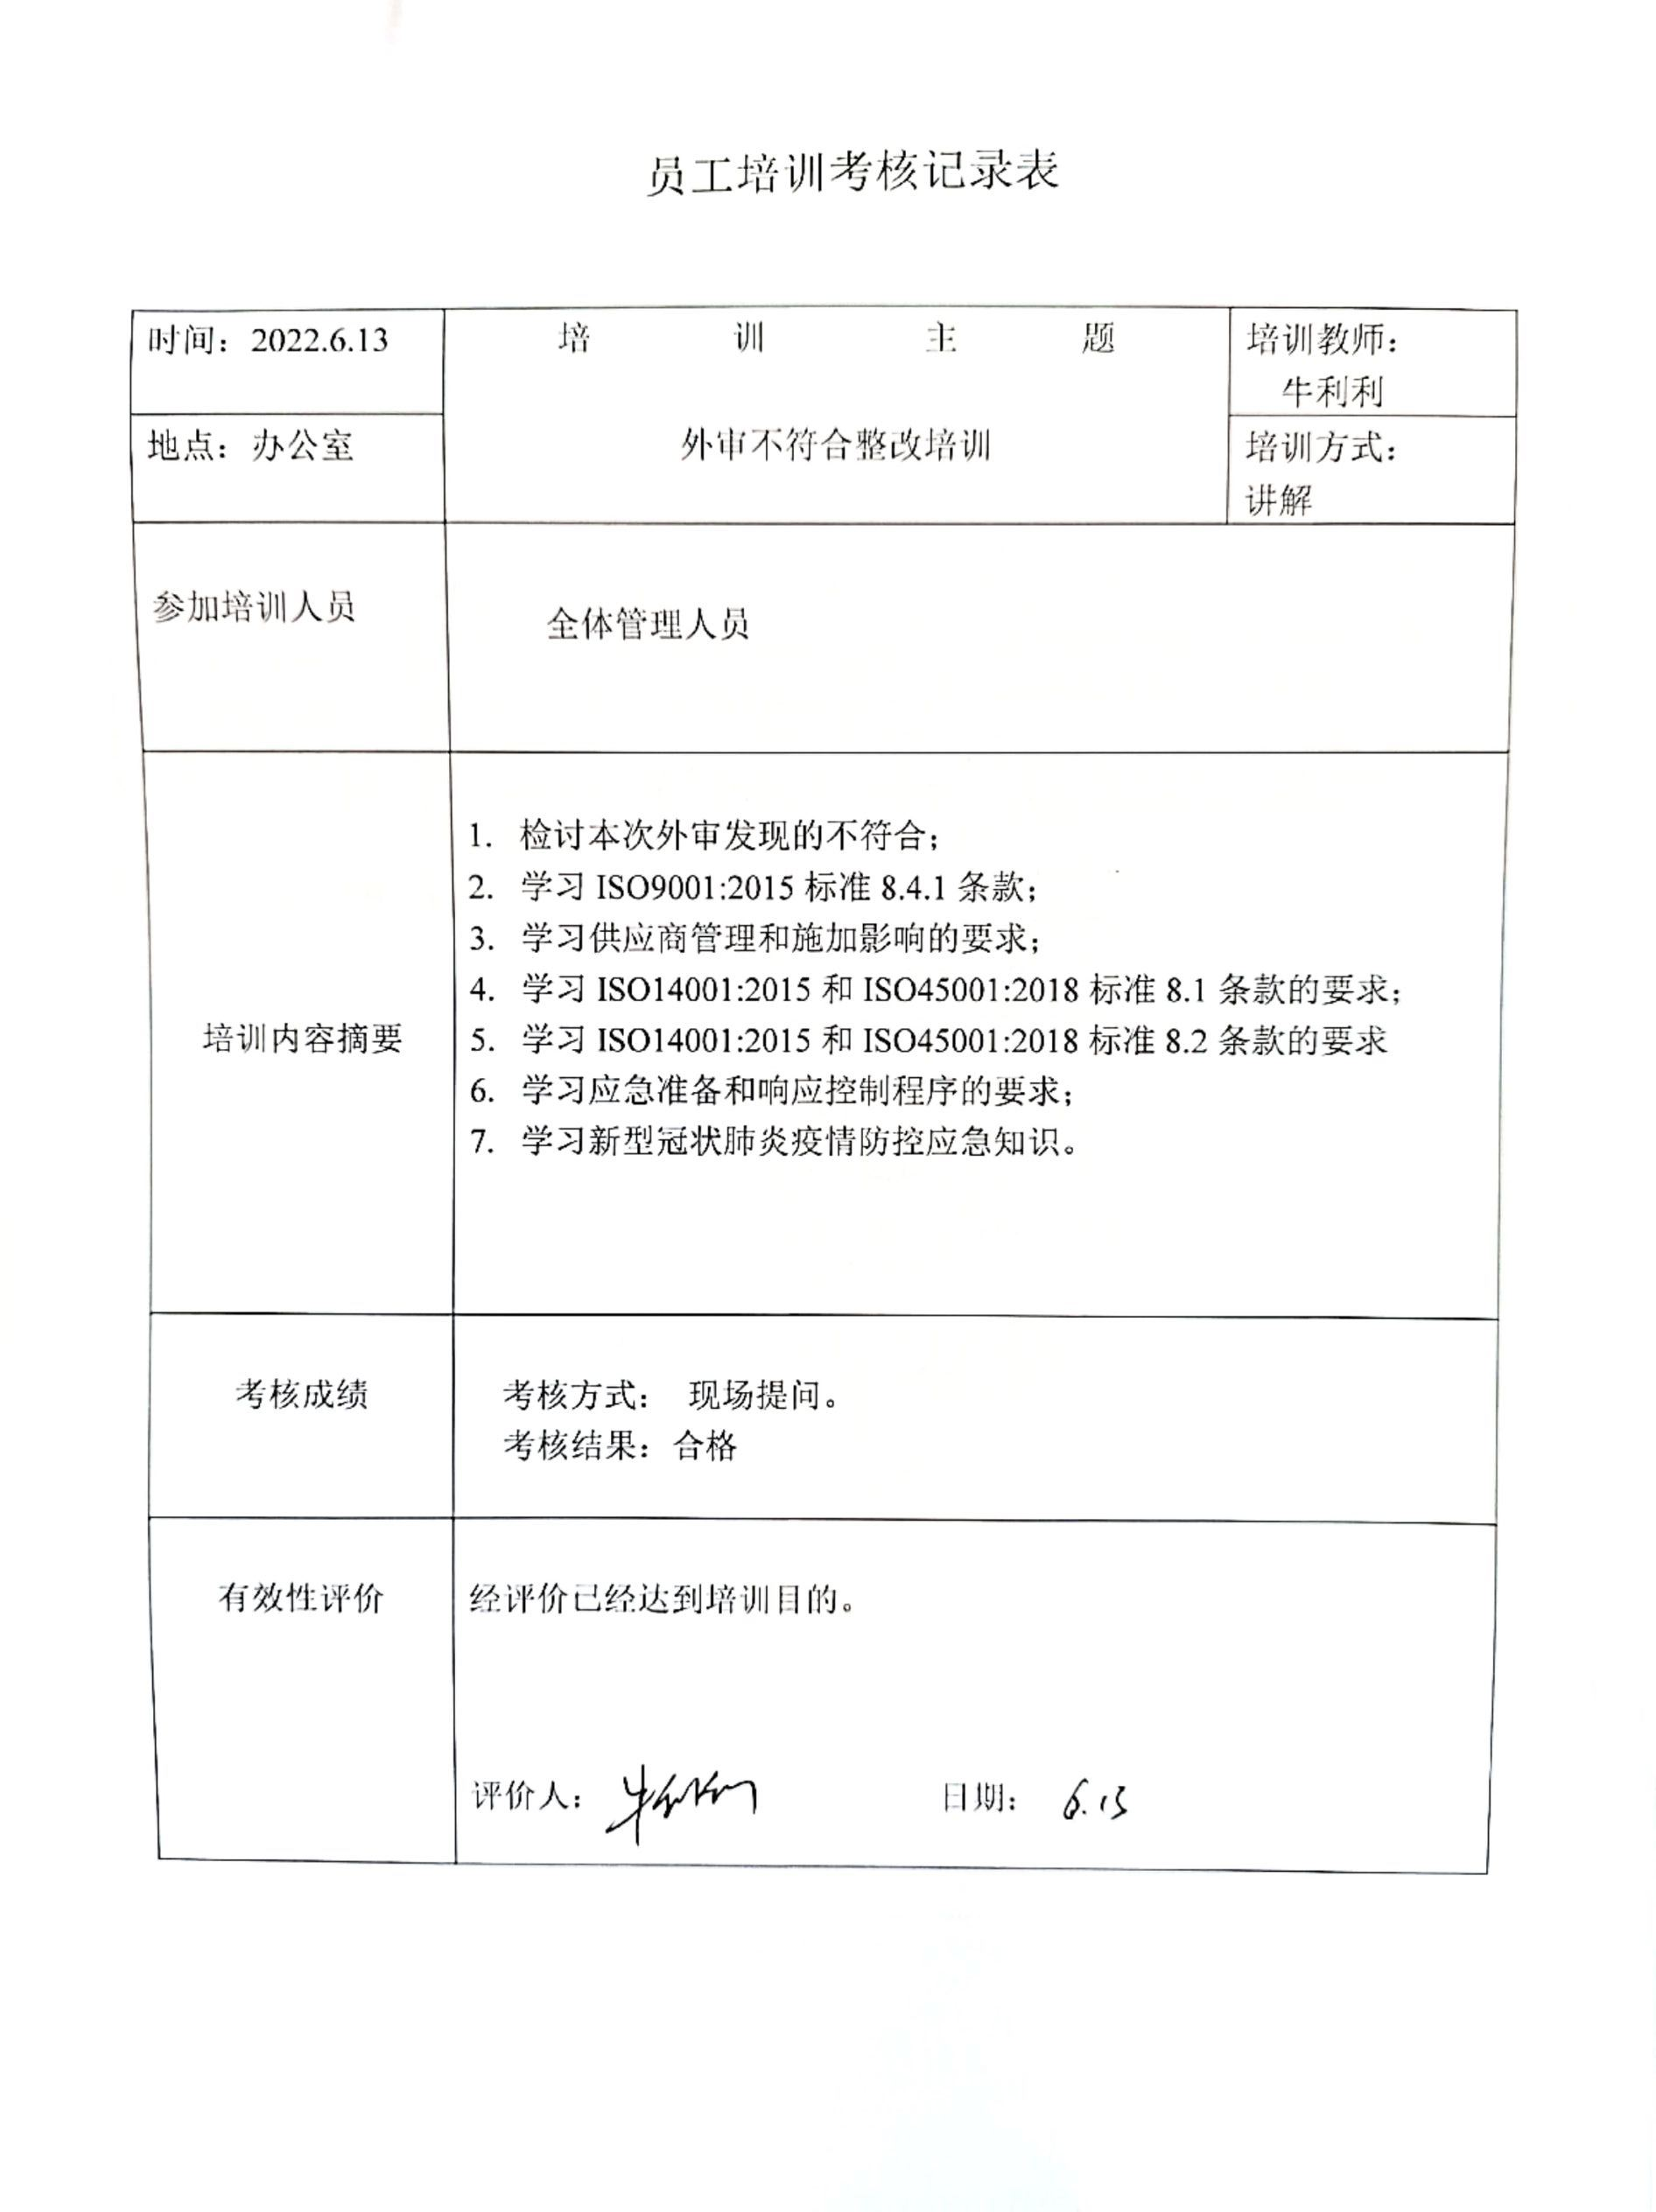 员工培训考核记录表
时间：2022.6.13
培 训 主 题
培训教师：
牛利利
地点：办公室
外审不符合整改培训
培训方式：
讲解
参加培训人员
全体管理人员
培训内容摘要
1. 检讨本次外审发现的不符合；
2. 学习 ISO9001:2015 标准 8.4.1 条款；
3. 学习供应商管理和施加影响的要求；
4. 学习 ISO14001:2015 和 ISO45001:2018 标准 8.1 条款的要求；
5. 学习 ISO14001:2015 和 ISO45001:2018 标准 8.2 条款的要求
6. 学习应急准备和响应控制程序的要求；
7. 学习新型冠状肺炎疫情防控应急知识。
考核成绩
考核方式： 现场提问。
考核结果：合格
有效性评价
经评价已经达到培训目的。
评价人：牛利利 日期：6.13